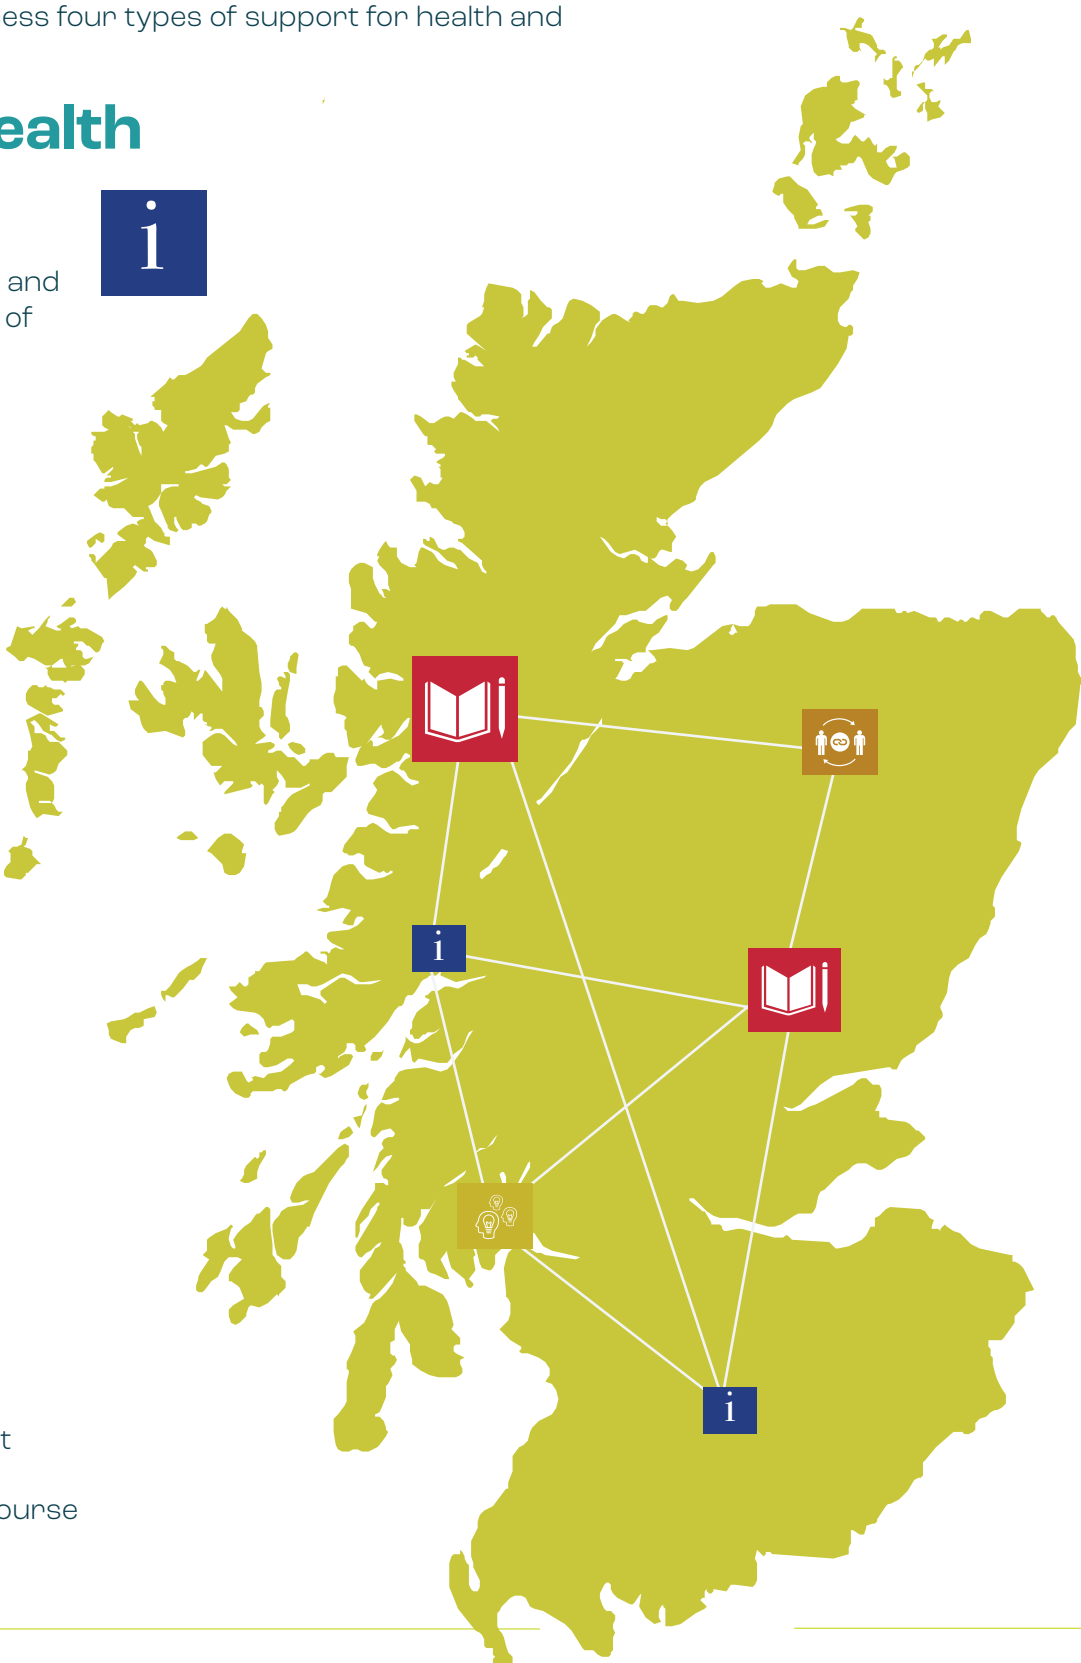 ess four types of support for health and
ealth
i
and
of
i
i
t
ourse